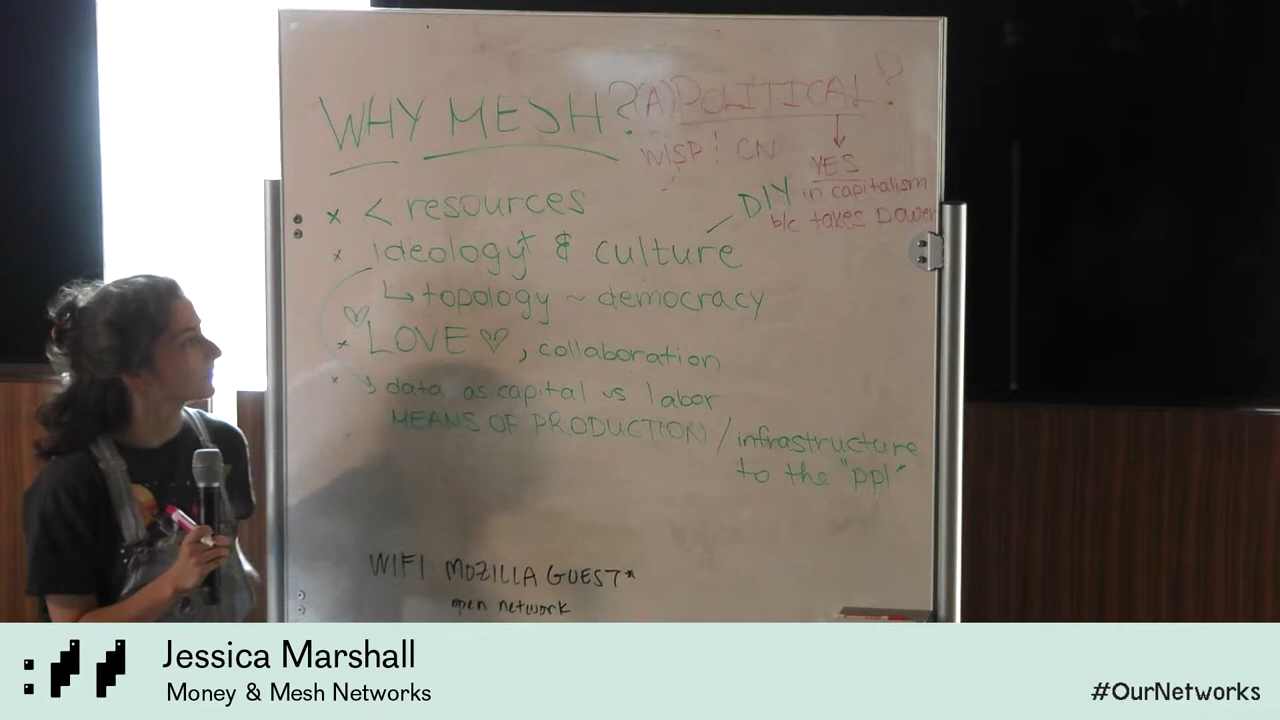 WHY MESH?
(A)POLITICAL?
WISP | CN
YES
in capitalism
b/c takes power
DIY
x < resources
x ideology* & culture
↳ topology ~ democracy
x LOVE ♡, collaboration
x data as capital vs labor
MEANS OF PRODUCTION / infrastructure
to the "ppl"
WIFI MOZILLA GUEST*
open network
Jessica Marshall
Money & Mesh Networks
#OurNetworks